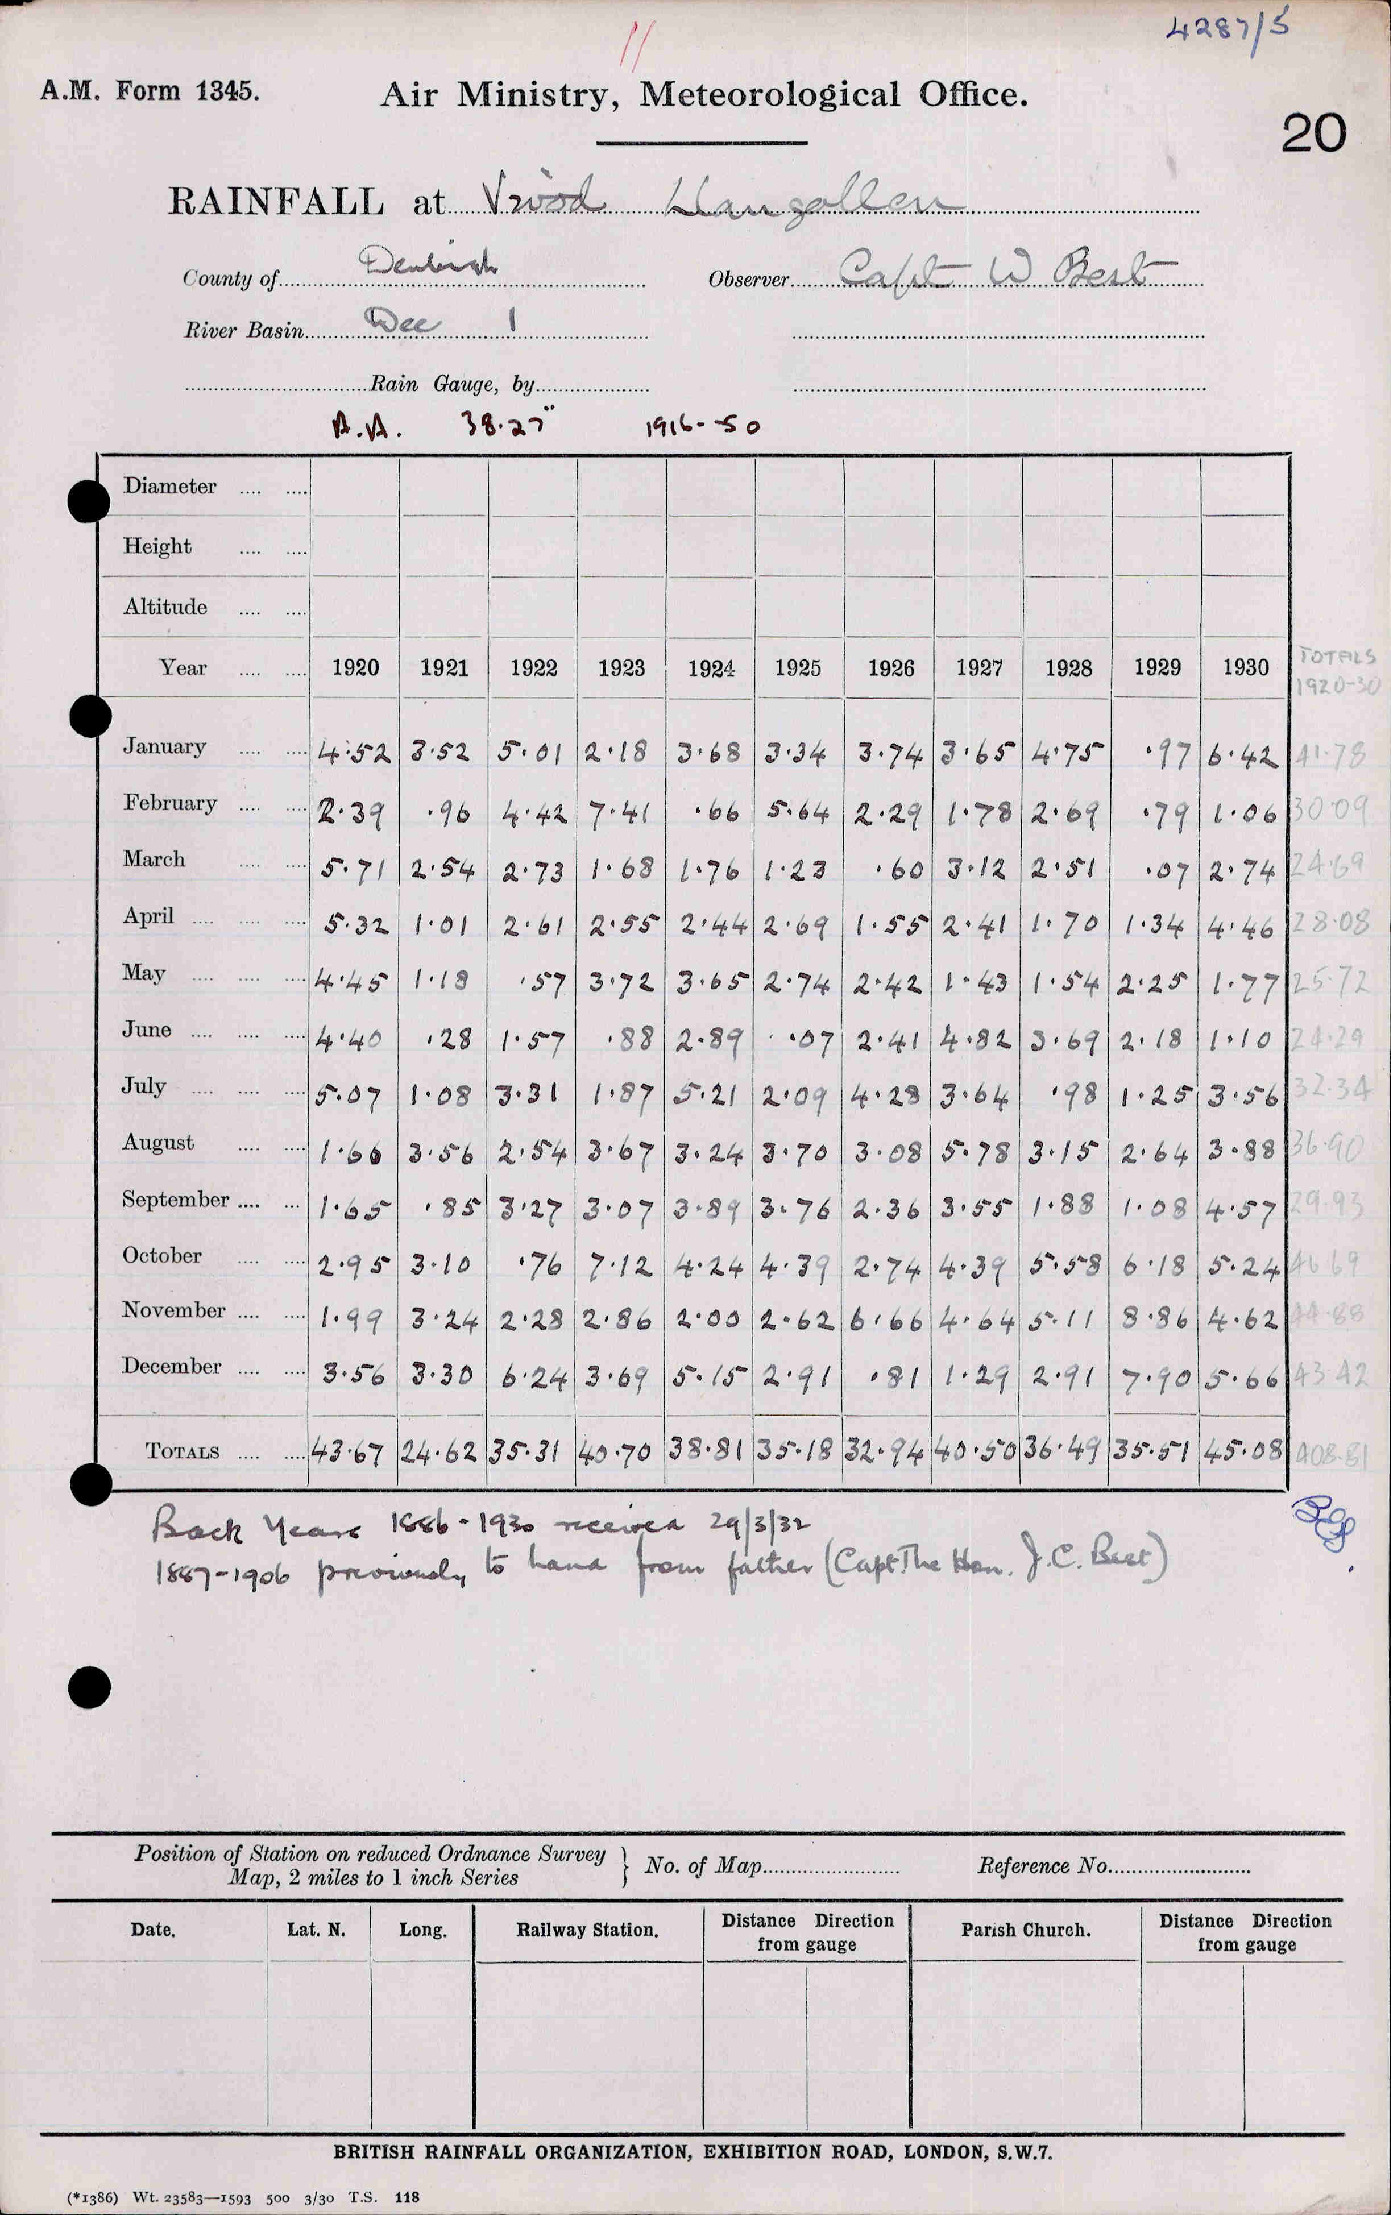 11
4287/5
A.M. Form 1345.
Air Ministry, Meteorological Office.
20
RAINFALL at Vivod Llangollen
County of Denbigh Observer Capt W Best
River Basin Dee 1
Rain Gauge, by
A.A. 38.27" 1916-50
Diameter
Height
Altitude
Year 1920 1921 1922 1923 1924 1925 1926 1927 1928 1929 1930 TOTALS 1920-30
January 4.52 3.52 5.01 2.18 3.68 3.34 3.74 3.65 4.75 .97 6.42 41.78
February 2.39 .96 4.42 7.41 .66 5.64 2.29 1.78 2.69 .79 1.06 30.09
March 5.71 2.54 2.73 1.68 1.76 1.23 .60 3.12 2.51 .07 2.74 24.69
April 5.32 1.01 2.61 2.55 2.44 2.69 1.55 2.41 1.70 1.34 4.46 28.08
May 4.45 1.18 .57 3.72 3.65 2.74 2.42 1.43 1.54 2.25 1.77 25.72
June 4.40 .28 1.57 .88 2.89 .07 2.41 4.82 3.69 2.18 1.10 24.29
July 5.07 1.08 3.31 1.87 5.21 2.09 4.28 3.64 .98 1.25 3.56 32.34
August 1.66 3.56 2.54 3.67 3.24 3.70 3.08 5.78 3.15 2.64 3.88 36.90
September 1.65 .85 3.27 3.07 3.89 3.76 2.36 3.55 1.88 1.08 4.57 29.93
October 2.95 3.10 .76 7.12 4.24 4.39 2.74 4.39 5.58 6.18 5.24 46.69
November 1.99 3.24 2.28 2.86 2.00 2.62 6.66 4.64 5.11 8.86 4.62 44.88
December 3.56 3.30 6.24 3.69 5.15 2.91 .81 1.29 2.91 7.90 5.66 43.42
TOTALS 43.67 24.62 35.31 40.70 38.81 35.18 32.94 40.50 36.49 35.51 45.08 408.81
Back Years 1886-1930 received 29/3/32
1887-1906 previously to hand from father (Capt. The Hon. J.C. Best)
Position of Station on reduced Ordnance Survey
Map, 2 miles to 1 inch Series } No. of Map Reference No.
Date. Lat. N. Long. Railway Station. Distance Direction from gauge Parish Church. Distance Direction from gauge
BRITISH RAINFALL ORGANIZATION, EXHIBITION ROAD, LONDON, S.W.7.
(*1386) Wt. 23583—1593 500 3/30 T.S. 118